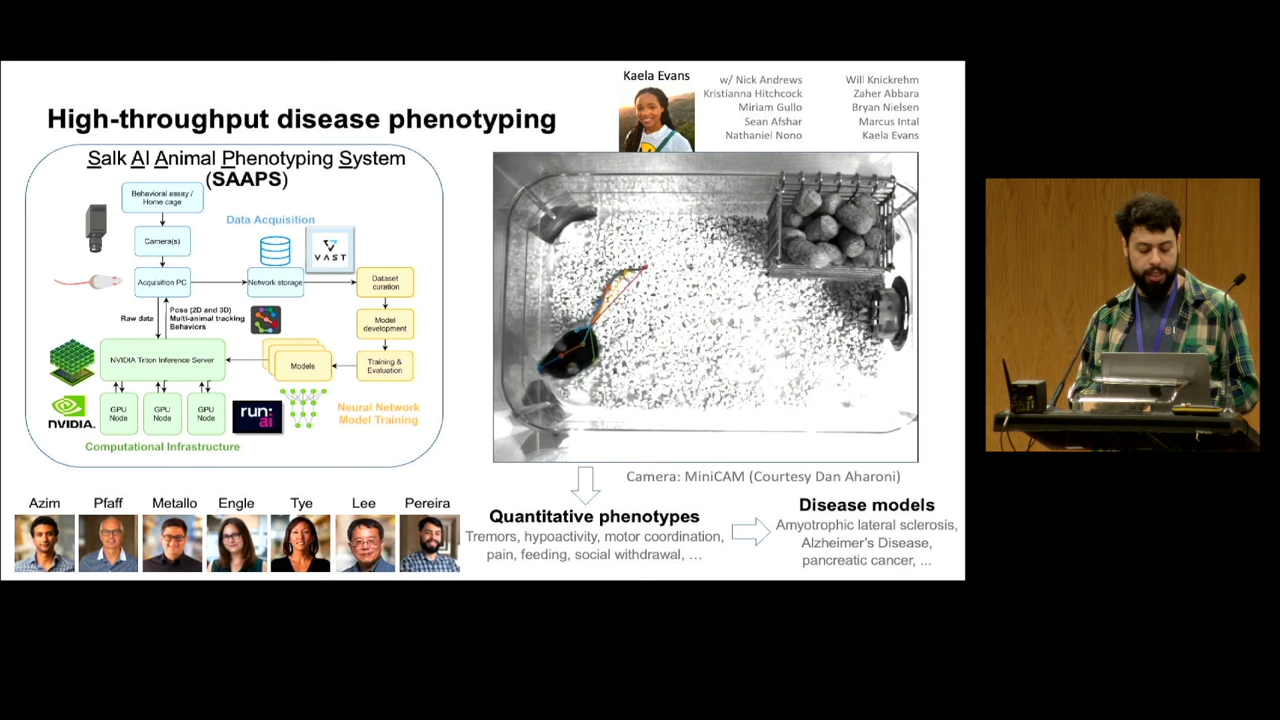 High-throughput disease phenotyping
Kaela Evans
w/ Nick Andrews
Kristianna Hitchcock
Miriam Gullo
Sean Afshar
Nathaniel Nono
Will Knickrehm
Zaher Abbara
Bryan Nielsen
Marcus Intal
Kaela Evans
Salk AI Animal Phenotyping System
(SAAPS)
Behavioral assay /
Home cage
Data Acquisition
Camera(s)
VAST
Acquisition PC
Network storage
Dataset
curation
Raw data
Pose (2D and 3D)
Multi-animal tracking
Behaviors
Model
development
NVIDIA Triton Inference Server
Models
Training &
Evaluation
NVIDIA.
GPU
Node
GPU
Node
GPU
Node
run:
ai
Neural Network
Model Training
Computational Infrastructure
Camera: MiniCAM (Courtesy Dan Aharoni)
Azim
Pfaff
Metallo
Engle
Tye
Lee
Pereira
Quantitative phenotypes
Tremors, hypoactivity, motor coordination,
pain, feeding, social withdrawal, …
Disease models
Amyotrophic lateral sclerosis,
Alzheimer's Disease,
pancreatic cancer, ...